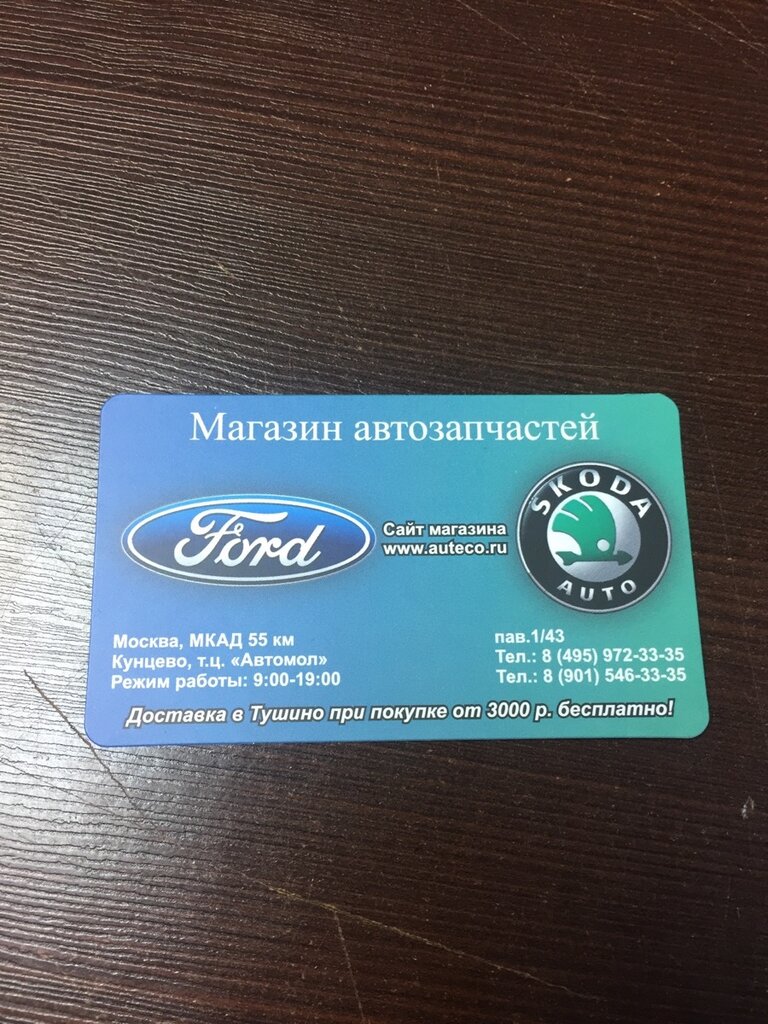 Магазин автозапчастей
Ford
Сайт магазина
www.auteco.ru
ŠKODA
AUTO
Москва, МКАД 55 км
Кунцево, т.ц. «Автомол»
Режим работы: 9:00-19:00
пав.1/43
Тел.: 8 (495) 972-33-35
Тел.: 8 (901) 546-33-35
Доставка в Тушино при покупке от 3000 р. бесплатно!